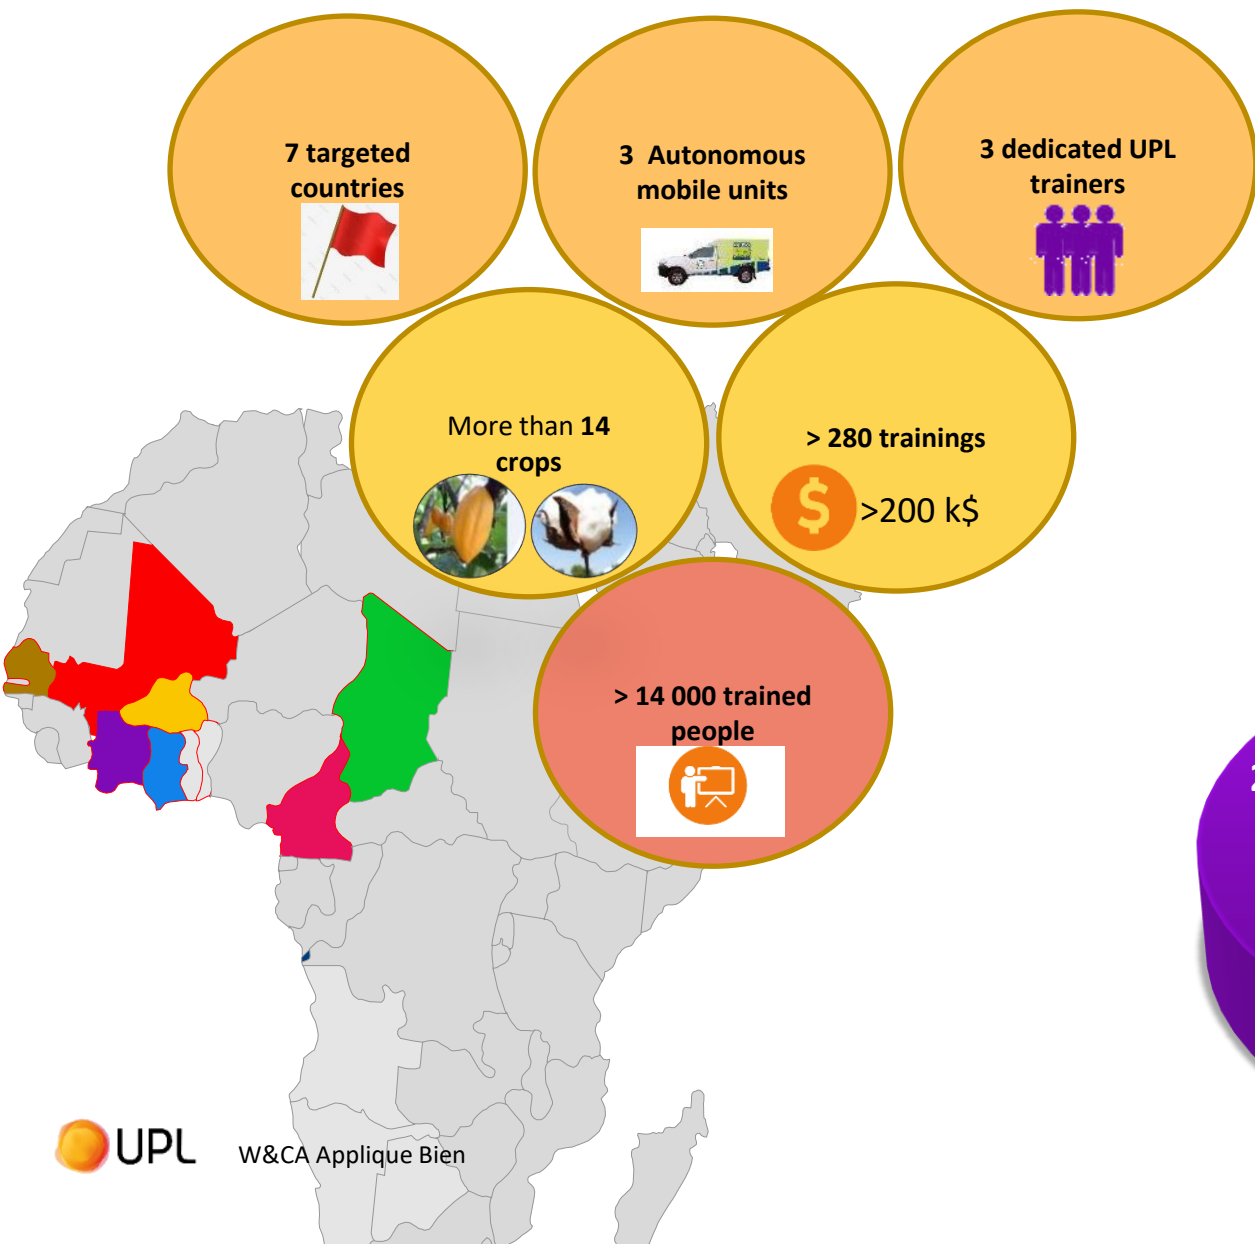 7 targeted
countries
3 Autonomous
mobile units
3 dedicated UPL
trainers
More than 14
crops
> 280 trainings
$
>200 k$
> 14 000 trained
people
2
UPL
W&CA Applique Bien